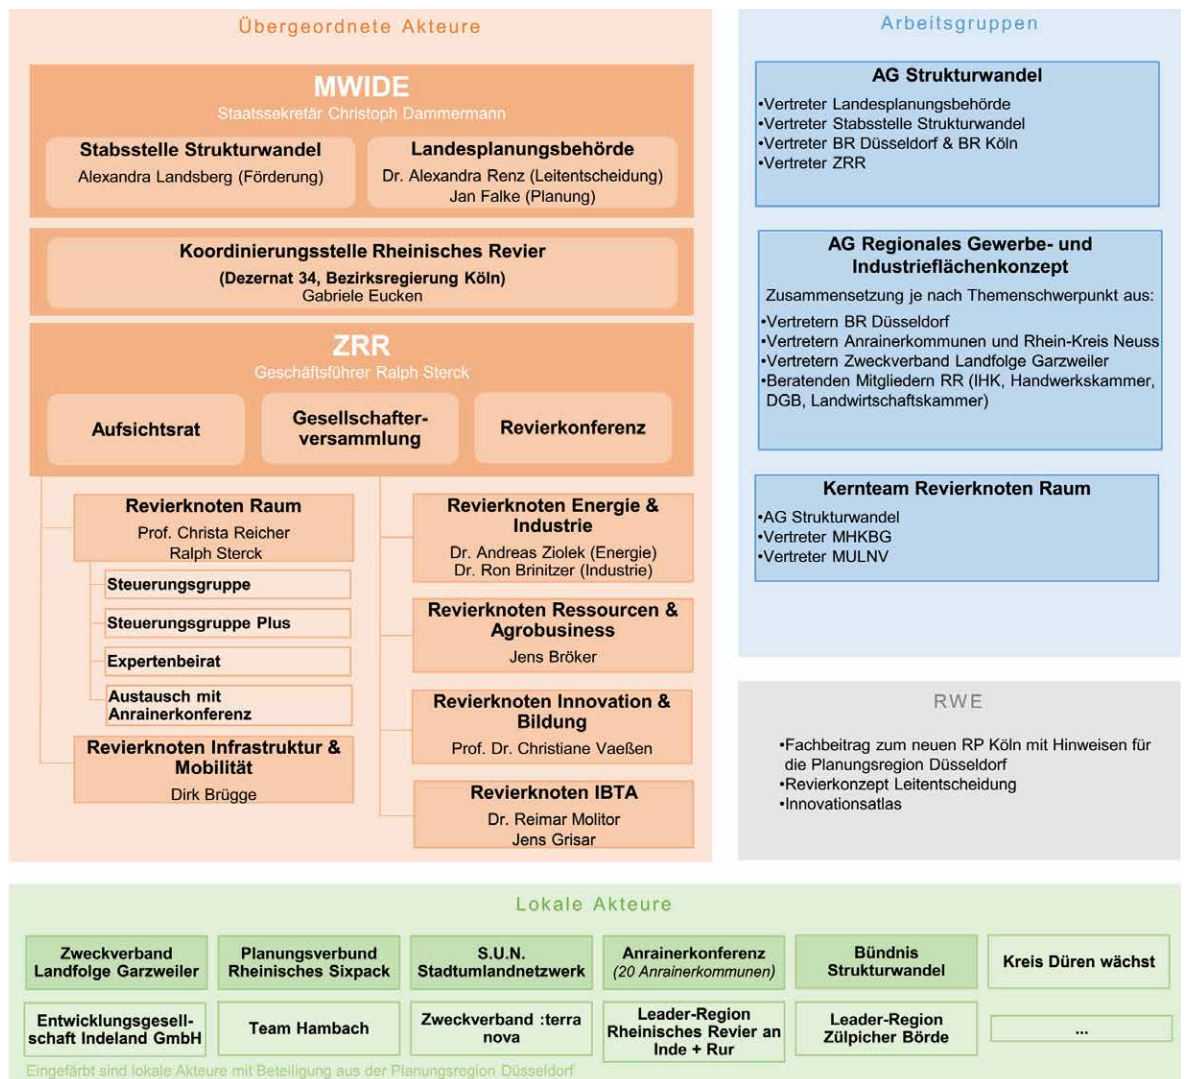 Übergeordnete Akteure
MWIDE
Staatssekretär Christoph Dammermann
Stabsstelle Strukturwandel
Alexandra Landsberg (Förderung)
Landesplanungsbehörde
Dr. Alexandra Renz (Leitentscheidung)
Jan Falke (Planung)
Koordinierungsstelle Rheinisches Revier
(Dezernat 34, Bezirksregierung Köln)
Gabriele Eucken
ZRR
Geschäftsführer Ralph Sterck
Aufsichtsrat
Gesellschafter-
versammlung
Revierkonferenz
Revierknoten Raum
Prof. Christa Reicher
Ralph Sterck
Steuerungsgruppe
Steuerungsgruppe Plus
Expertenbeirat
Austausch mit
Anrainerkonferenz
Revierknoten Infrastruktur &
Mobilität
Dirk Brügge
Revierknoten Energie &
Industrie
Dr. Andreas Ziolek (Energie)
Dr. Ron Brinitzer (Industrie)
Revierknoten Ressourcen &
Agrobusiness
Jens Bröker
Revierknoten Innovation &
Bildung
Prof. Dr. Christiane Vaeßen
Revierknoten IBTA
Dr. Reimar Molitor
Jens Grisar
Arbeitsgruppen
AG Strukturwandel
•Vertreter Landesplanungsbehörde
•Vertreter Stabsstelle Strukturwandel
•Vertreter BR Düsseldorf & BR Köln
•Vertreter ZRR
AG Regionales Gewerbe- und
Industrieflächenkonzept
Zusammensetzung je nach Themenschwerpunkt aus:
•Vertretern BR Düsseldorf
•Vertretern Anrainerkommunen und Rhein-Kreis Neuss
•Vertretern Zweckverband Landfolge Garzweiler
•Beratenden Mitgliedern RR (IHK, Handwerkskammer,
DGB, Landwirtschaftskammer)
Kernteam Revierknoten Raum
•AG Strukturwandel
•Vertreter MHKBG
•Vertreter MULNV
RWE
•Fachbeitrag zum neuen RP Köln mit Hinweisen für
die Planungsregion Düsseldorf
•Revierkonzept Leitentscheidung
•Innovationsatlas
Lokale Akteure
Zweckverband
Landfolge Garzweiler
Planungsverbund
Rheinisches Sixpack
S.U.N.
Stadtumlandnetzwerk
Anrainerkonferenz
(20 Anrainerkommunen)
Bündnis
Strukturwandel
Kreis Düren wächst
Entwicklungsgesell-
schaft Indeland GmbH
Team Hambach
Zweckverband :terra
nova
Leader-Region
Rheinisches Revier an
Inde + Rur
Leader-Region
Zülpicher Börde
...
Eingefärbt sind lokale Akteure mit Beteiligung aus der Planungsregion Düsseldorf